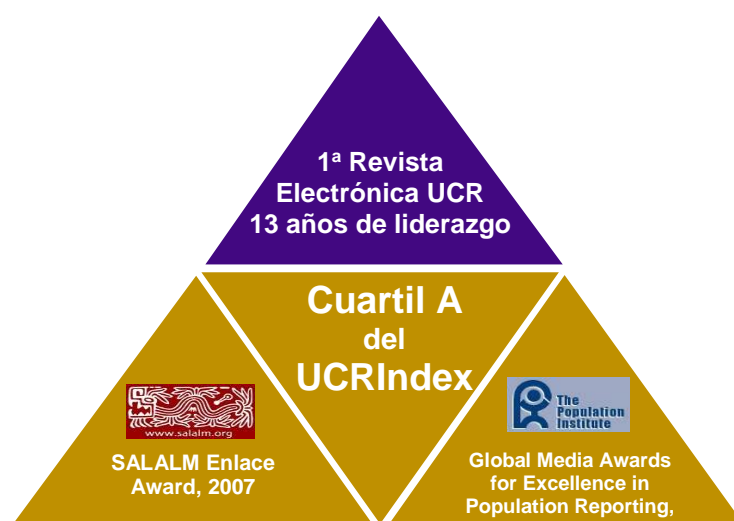 1ª Revista
Electrónica UCR
13 años de liderazgo
Cuartil A
del
UCRIndex
www.salalm.org
SALALM Enlace
Award, 2007
The
Population
Institute
Global Media Awards
for Excellence in
Population Reporting,